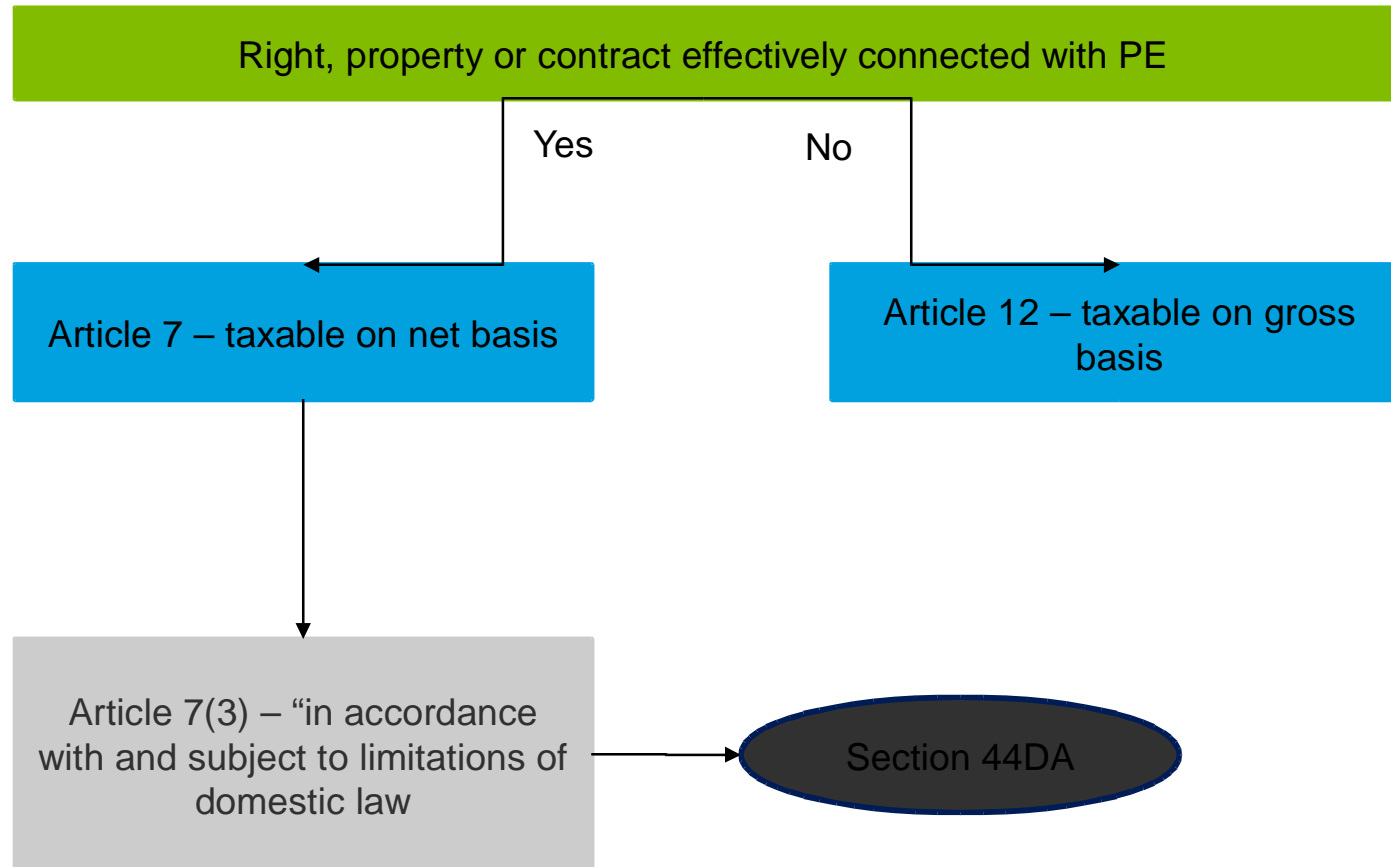 Right, property or contract effectively connected with PE
Yes
No
Article 7 – taxable on net basis
Article 12 – taxable on gross
basis
Article 7(3) – “in accordance
with and subject to limitations of
domestic law
Section 44DA